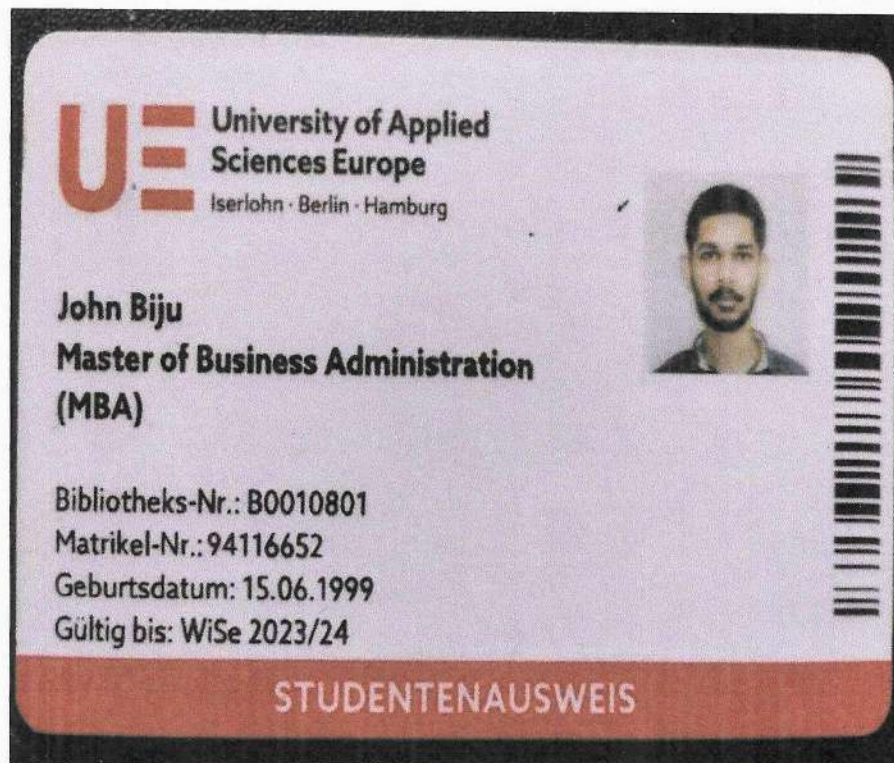 UE
University of Applied
Sciences Europe
Iserlohn · Berlin · Hamburg
John Biju
Master of Business Administration
(MBA)
Bibliotheks-Nr.: B0010801
Matrikel-Nr.: 94116652
Geburtsdatum: 15.06.1999
Gültig bis: WiSe 2023/24
STUDENTENAUSWEIS